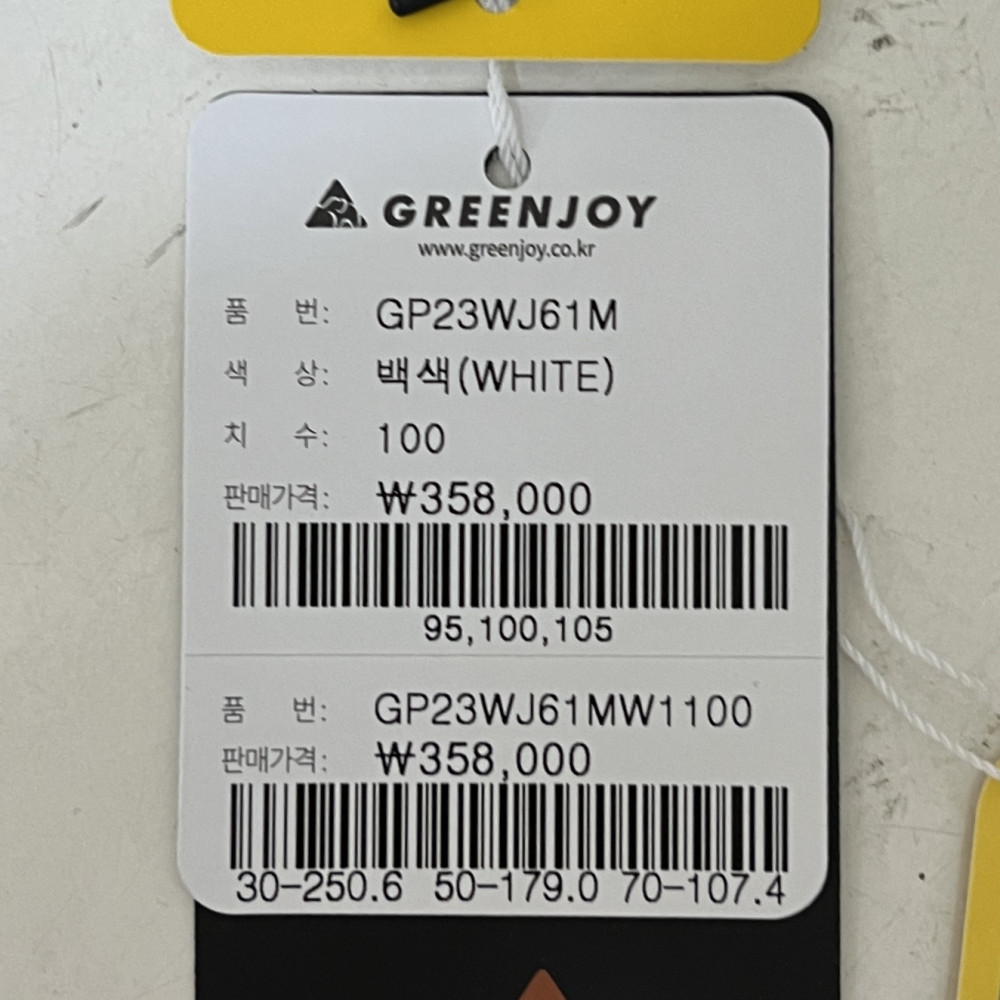 GREENJOY
www.greenjoy.co.kr
품 번: GP23WJ61M
색 상: 백색(WHITE)
치 수: 100
판매가격: ₩358,000
95,100,105
품 번: GP23WJ61MW1100
판매가격: ₩358,000
30-250.6 50-179.0 70-107.4